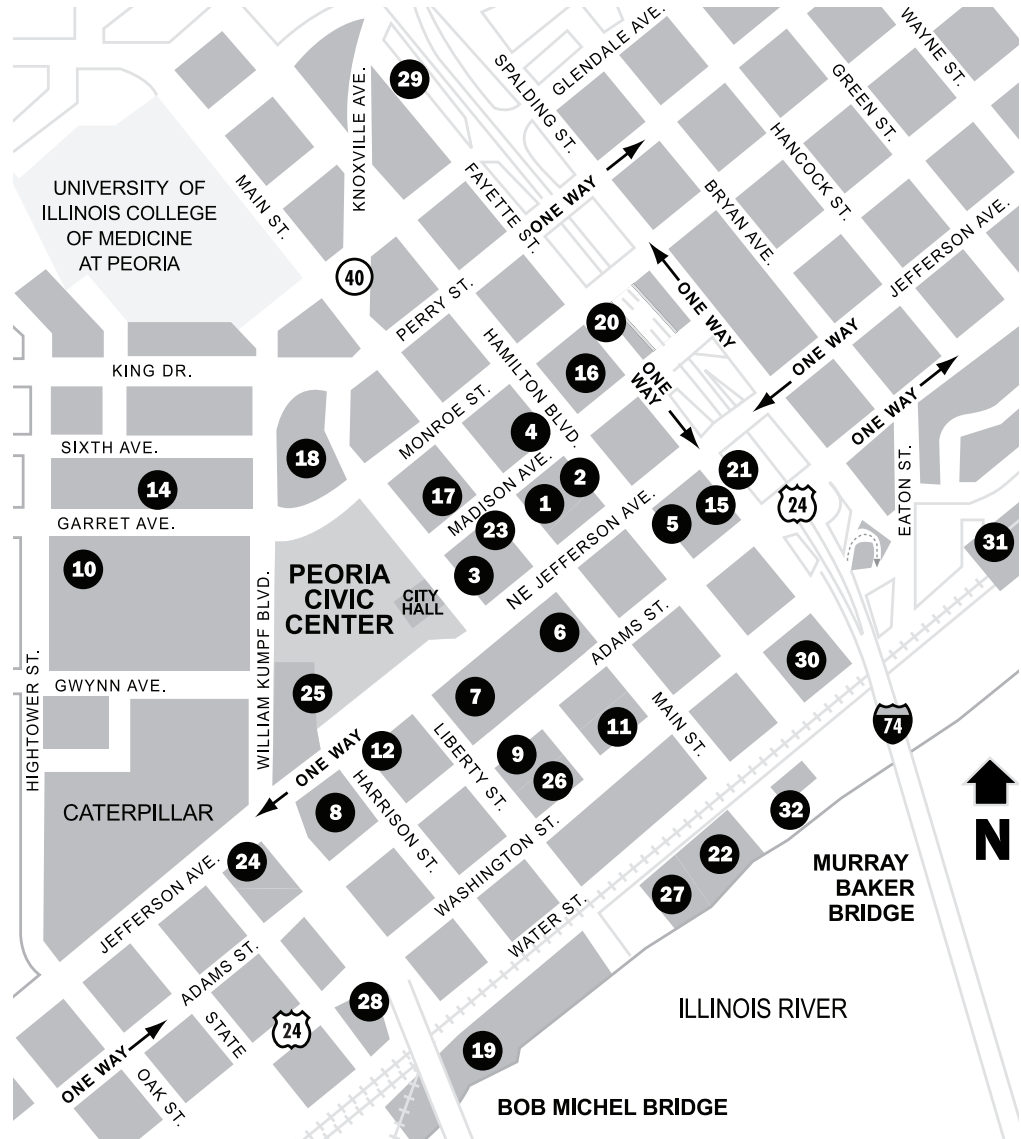 WAYNE ST.
GLENDALE AVE.
SPALDING ST.
GREEN ST.
29
KNOXVILLE AVE.
HANCOCK ST.
UNIVERSITY OF
ILLINOIS COLLEGE
OF MEDICINE
AT PEORIA
MAIN ST.
FAYETTE ST.
ONE WAY
BRYAN AVE.
JEFFERSON AVE.
40
PERRY ST.
ONE WAY
20
HAMILTON BLVD.
ONE WAY
KING DR.
16
ONE
WAY
MONROE ST.
ONE WAY
4
SIXTH AVE.
18
MADISON AVE.
2
21
EATON ST.
14
17
1
15
24
GARRET AVE.
23
5
NE JEFFERSON AVE.
31
10
PEORIA
CIVIC
CENTER
CITY
HALL
3
WILLIAM KUMPF BLVD.
6
ADAMS ST.
30
HIGHTOWER ST.
GWYNN AVE.
25
7
MAIN ST.
11
74
ONE WAY
12
LIBERTY ST.
9
26
CATERPILLAR
8
HARRISON ST.
32
N
24
WASHINGTON ST.
22
MURRAY
BAKER
BRIDGE
27
JEFFERSON AVE.
WATER ST.
ADAMS ST.
28
ILLINOIS RIVER
STATE
24
19
ONE WAY
OAK ST.
BOB MICHEL BRIDGE